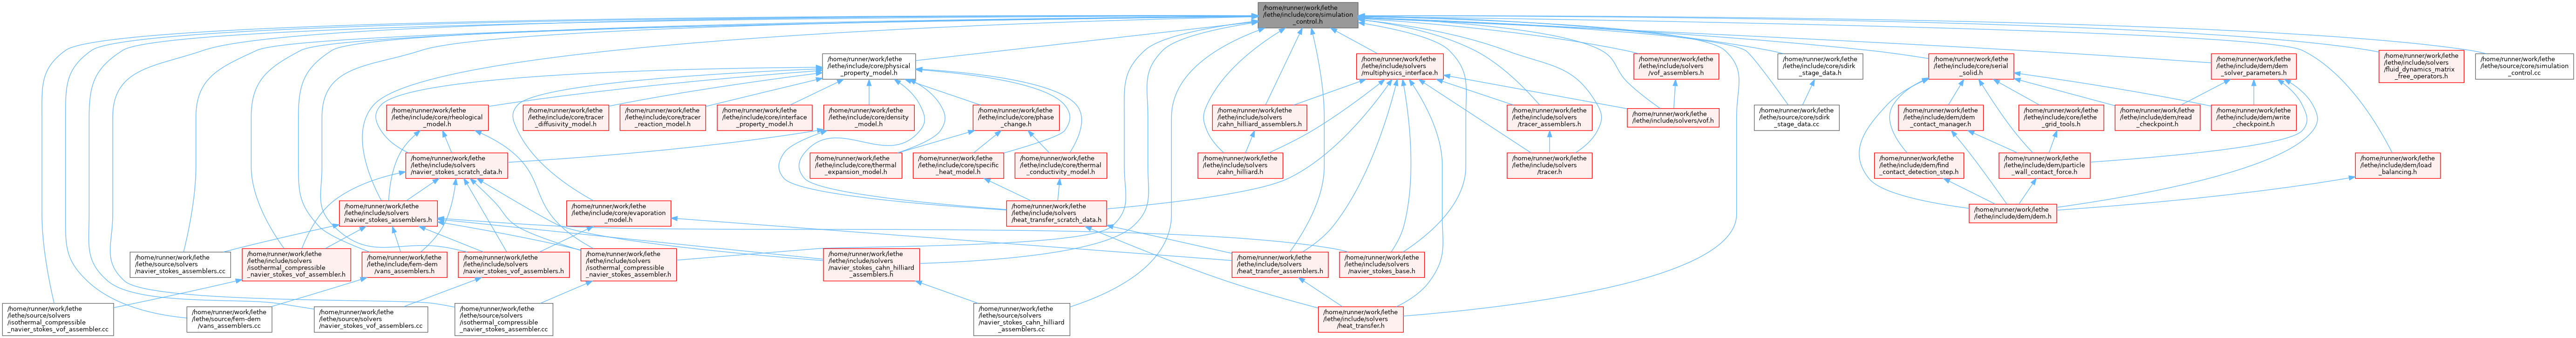 /home/runner/work/lethe
/lethe/include/core/simulation
_control.h
/home/runner/work/lethe
/lethe/include/core/physical
_property_model.h
/home/runner/work/lethe
/lethe/include/solvers
/multiphysics_interface.h
/home/runner/work/lethe
/lethe/include/solvers
/vof_assemblers.h
/home/runner/work/lethe
/lethe/include/core/sdirk
_stage_data.h
/home/runner/work/lethe
/lethe/include/core/serial
_solid.h
/home/runner/work/lethe
/lethe/include/dem/dem
_solver_parameters.h
/home/runner/work/lethe
/lethe/include/solvers
/fluid_dynamics_matrix
_free_operators.h
/home/runner/work/lethe
/lethe/source/core/simulation
_control.cc
/home/runner/work/lethe
/lethe/include/core/rheological
_model.h
/home/runner/work/lethe
/lethe/include/core/tracer
_diffusivity_model.h
/home/runner/work/lethe
/lethe/include/core/tracer
_reaction_model.h
/home/runner/work/lethe
/lethe/include/core/interface
_property_model.h
/home/runner/work/lethe
/lethe/include/core/density
_model.h
/home/runner/work/lethe
/lethe/include/core/phase
_change.h
/home/runner/work/lethe
/lethe/include/solvers
/cahn_hilliard_assemblers.h
/home/runner/work/lethe
/lethe/include/solvers
/tracer_assemblers.h
/home/runner/work/lethe
/lethe/include/solvers/vof.h
/home/runner/work/lethe
/lethe/source/core/sdirk
_stage_data.cc
/home/runner/work/lethe
/lethe/include/dem/dem
_contact_manager.h
/home/runner/work/lethe
/lethe/include/core/lethe
_grid_tools.h
/home/runner/work/lethe
/lethe/include/dem/read
_checkpoint.h
/home/runner/work/lethe
/lethe/include/dem/write
_checkpoint.h
/home/runner/work/lethe
/lethe/include/solvers
/navier_stokes_scratch_data.h
/home/runner/work/lethe
/lethe/include/core/thermal
_expansion_model.h
/home/runner/work/lethe
/lethe/include/core/specific
_heat_model.h
/home/runner/work/lethe
/lethe/include/core/thermal
_conductivity_model.h
/home/runner/work/lethe
/lethe/include/solvers
/cahn_hilliard.h
/home/runner/work/lethe
/lethe/include/solvers
/tracer.h
/home/runner/work/lethe
/lethe/include/dem/find
_contact_detection_step.h
/home/runner/work/lethe
/lethe/include/dem/particle
_wall_contact_force.h
/home/runner/work/lethe
/lethe/include/dem/load
_balancing.h
/home/runner/work/lethe
/lethe/include/solvers
/navier_stokes_assemblers.h
/home/runner/work/lethe
/lethe/include/core/evaporation
_model.h
/home/runner/work/lethe
/lethe/include/solvers
/heat_transfer_scratch_data.h
/home/runner/work/lethe
/lethe/include/dem/dem.h
/home/runner/work/lethe
/lethe/source/solvers
/navier_stokes_assemblers.cc
/home/runner/work/lethe
/lethe/include/solvers
/isothermal_compressible
_navier_stokes_vof_assembler.h
/home/runner/work/lethe
/lethe/include/fem-dem
/vans_assemblers.h
/home/runner/work/lethe
/lethe/include/solvers
/navier_stokes_vof_assemblers.h
/home/runner/work/lethe
/lethe/include/solvers
/isothermal_compressible
_navier_stokes_assembler.h
/home/runner/work/lethe
/lethe/include/solvers
/navier_stokes_cahn_hilliard
_assemblers.h
/home/runner/work/lethe
/lethe/include/solvers
/heat_transfer_assemblers.h
/home/runner/work/lethe
/lethe/include/solvers
/navier_stokes_base.h
/home/runner/work/lethe
/lethe/source/solvers
/isothermal_compressible
_navier_stokes_vof_assembler.cc
/home/runner/work/lethe
/lethe/source/fem-dem
/vans_assemblers.cc
/home/runner/work/lethe
/lethe/source/solvers
/navier_stokes_vof_assemblers.cc
/home/runner/work/lethe
/lethe/source/solvers
/isothermal_compressible
_navier_stokes_assembler.cc
/home/runner/work/lethe
/lethe/source/solvers
/navier_stokes_cahn_hilliard
_assemblers.cc
/home/runner/work/lethe
/lethe/include/solvers
/heat_transfer.h